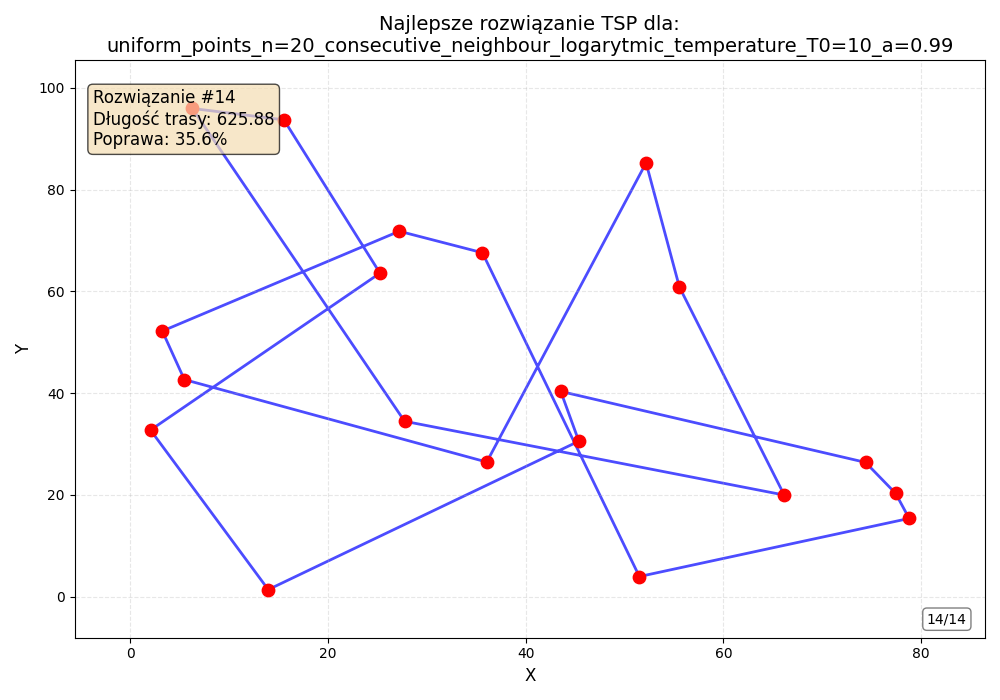 Najlepsze rozwiązanie TSP dla:
uniform_points_n=20_consecutive_neighbour_logarytmic_temperature_T0=10_a=0.99
Rozwiązanie #14
Długość trasy: 625.88
Poprawa: 35.6%
100
80
60
40
20
0
Y
0 20 40 60 80
X
14/14